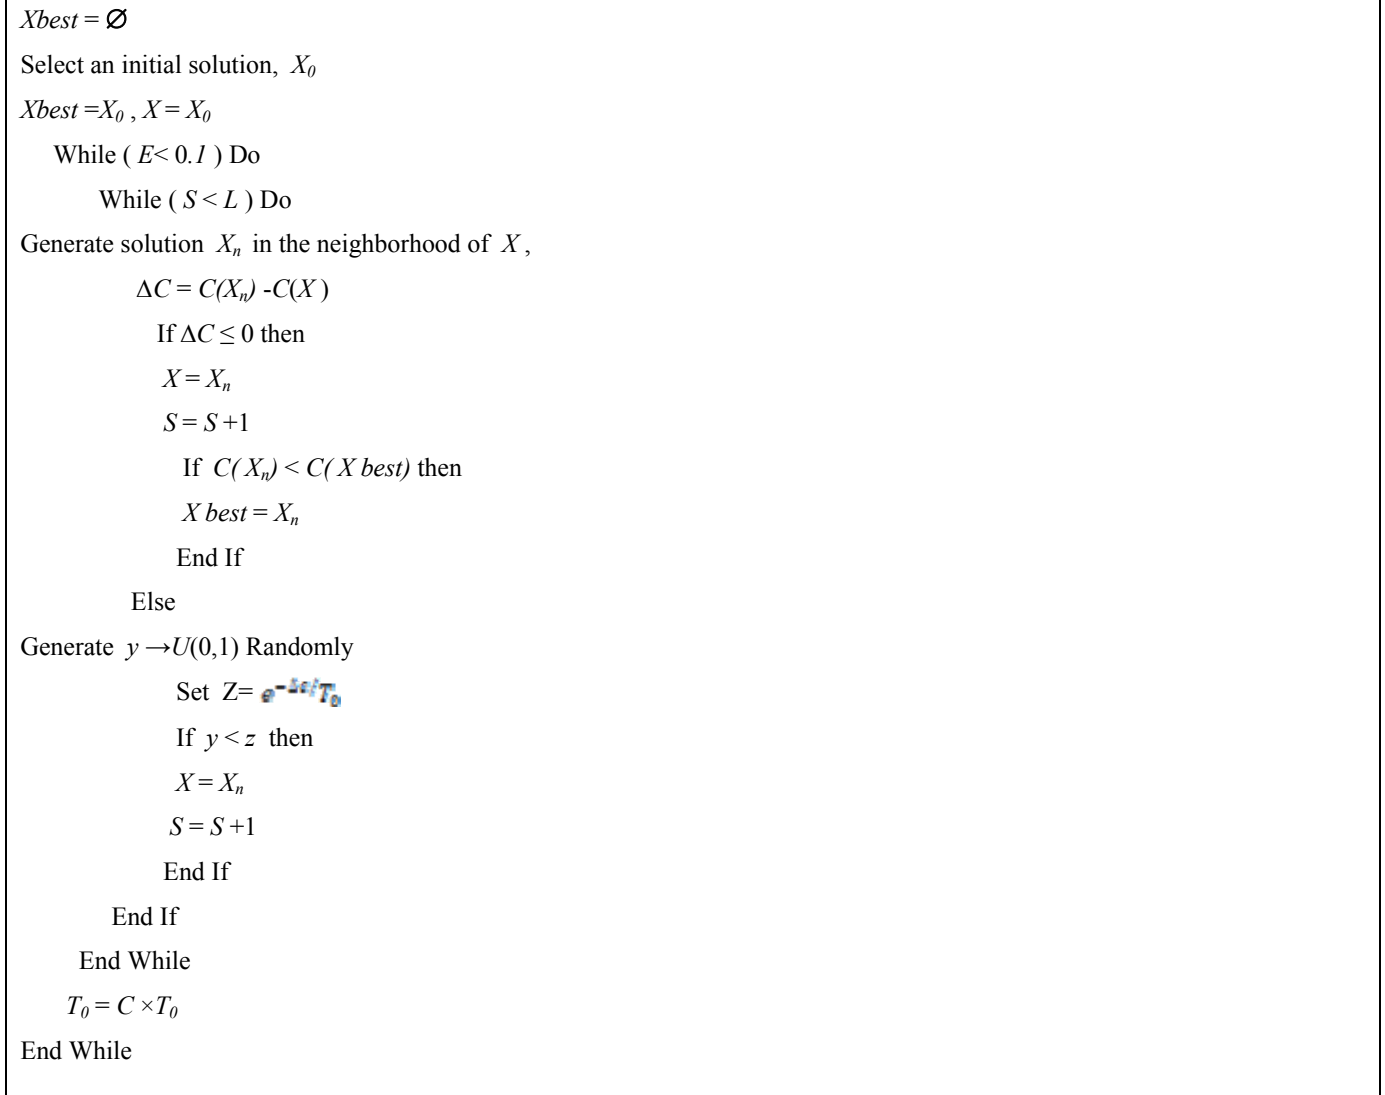 Xbest = ∅
Select an initial solution, X₀
Xbest =X₀ , X = X₀
While ( E< 0.1 ) Do
While ( S < L ) Do
Generate solution Xₙ in the neighborhood of X ,
ΔC = C(Xₙ) -C(X )
If ΔC ≤ 0 then
X = Xₙ
S = S +1
If C( Xₙ) < C( X best) then
X best = Xₙ
End If
Else
Generate y →U(0,1) Randomly
Set Z=
If y < z then
X = Xₙ
S = S +1
End If
End If
End While
T₀ = C ×T₀
End While